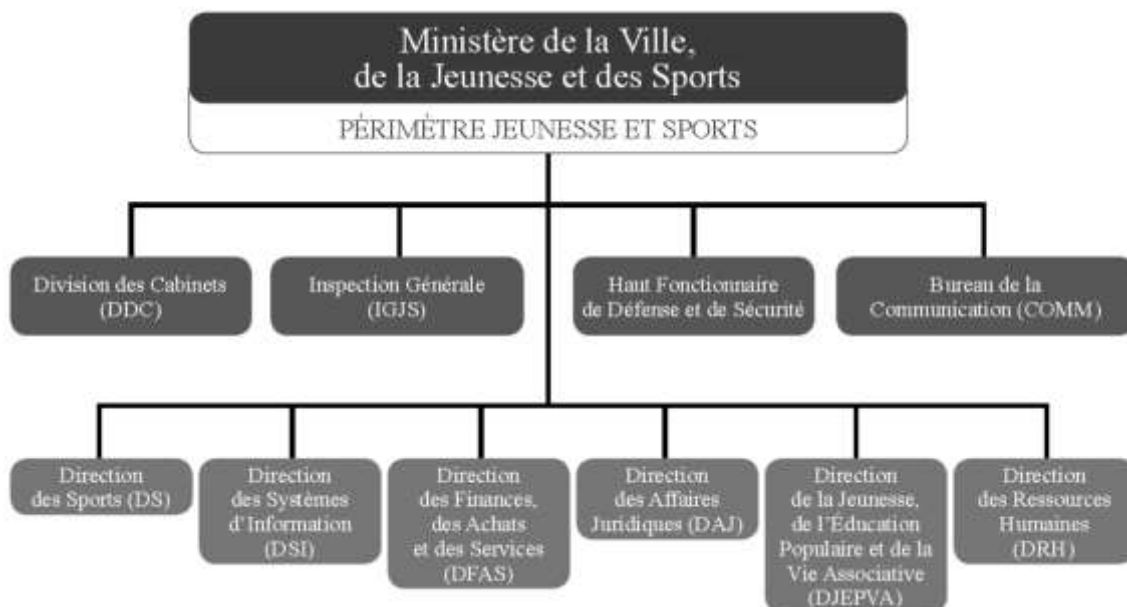 Ministère de la Ville,
de la Jeunesse et des Sports
PÉRIMÈTRE JEUNESSE ET SPORTS
Division des Cabinets
(DDC)
Inspection Générale
(IGJS)
Haut Fonctionnaire
de Défense et de Sécurité
Bureau de la
Communication (COMM)
Direction
des Sports (DS)
Direction
des Systèmes
d'Information
(DSI)
Direction
des Finances,
des Achats
et des Services
(DFAS)
Direction
des Affaires
Juridiques (DAJ)
Direction
de la Jeunesse,
de l'Éducation
Populaire et de la
Vie Associative
(DJEPVA)
Direction
des Ressources
Humaines
(DRH)